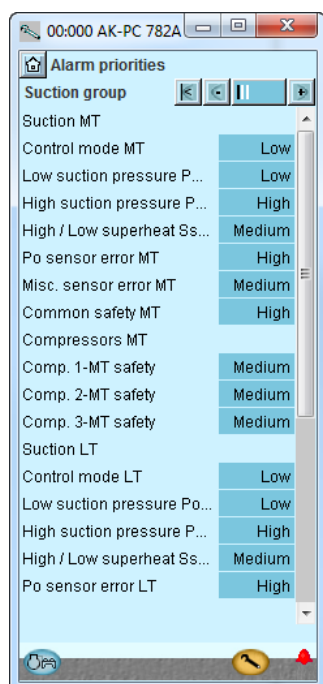 00:000 AK-PC 782A
Alarm priorities
Suction group
Suction MT
Control mode MT Low
Low suction pressure P... Low
High suction pressure P... High
High / Low superheat Ss... Medium
Po sensor error MT Medium
Misc. sensor error MT Medium
Common safety MT High
Compressors MT
Comp. 1-MT safety Medium
Comp. 2-MT safety Medium
Comp. 3-MT safety Medium
Suction LT
Control mode LT Low
Low suction pressure Po... Low
High suction pressure P... High
High / Low superheat Ss... Medium
Po sensor error LT High